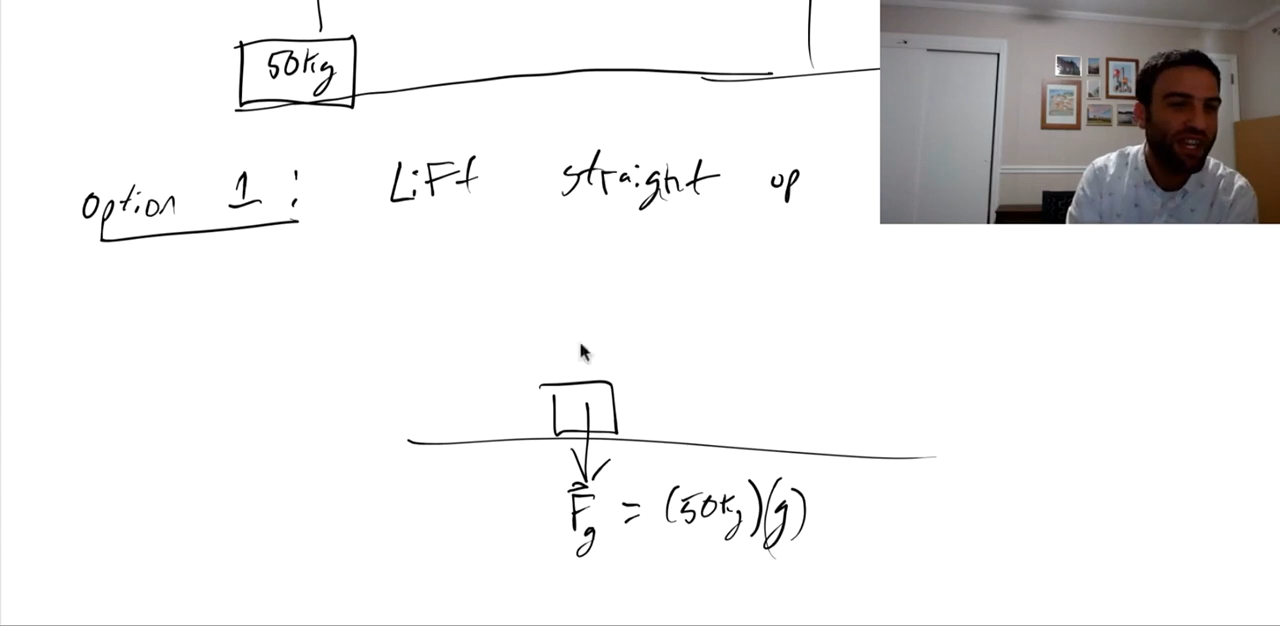 50kg
option 1: Lift straight up
F_g = (50kg)(g)